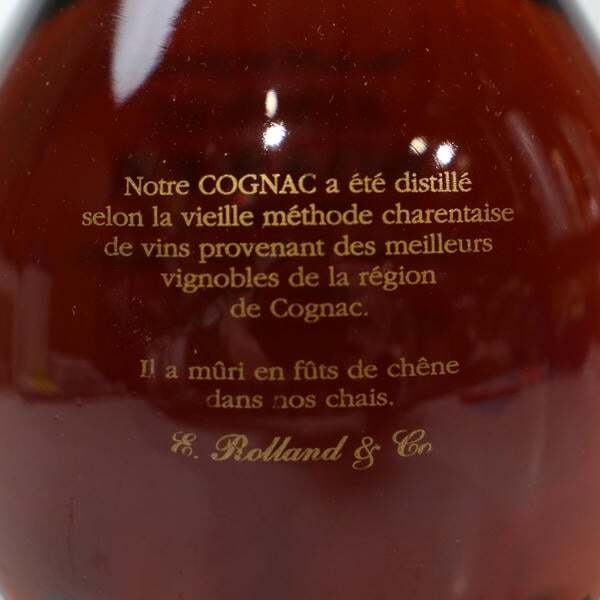 Notre COGNAC a été distillé
selon la vieille méthode charentaise
de vins provenant des meilleurs
vignobles de la région
de Cognac.
Il a mûri en fûts de chêne
dans nos chais.
E. Rolland & Co